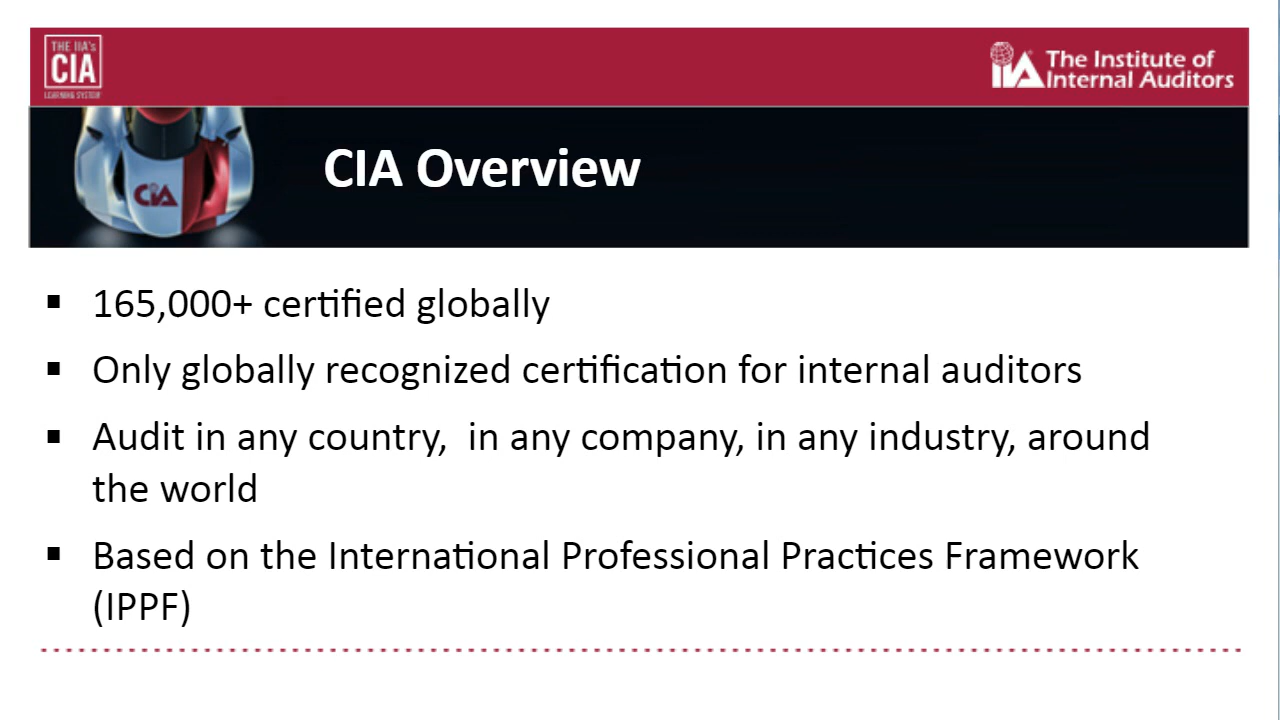 THE IIA's
CIA
LEARNING SYSTEM
IIA The Institute of
Internal Auditors
CIA
CIA Overview
▪ 165,000+ certified globally
▪ Only globally recognized certification for internal auditors
▪ Audit in any country,  in any company, in any industry, around
the world
▪ Based on the International Professional Practices Framework
(IPPF)